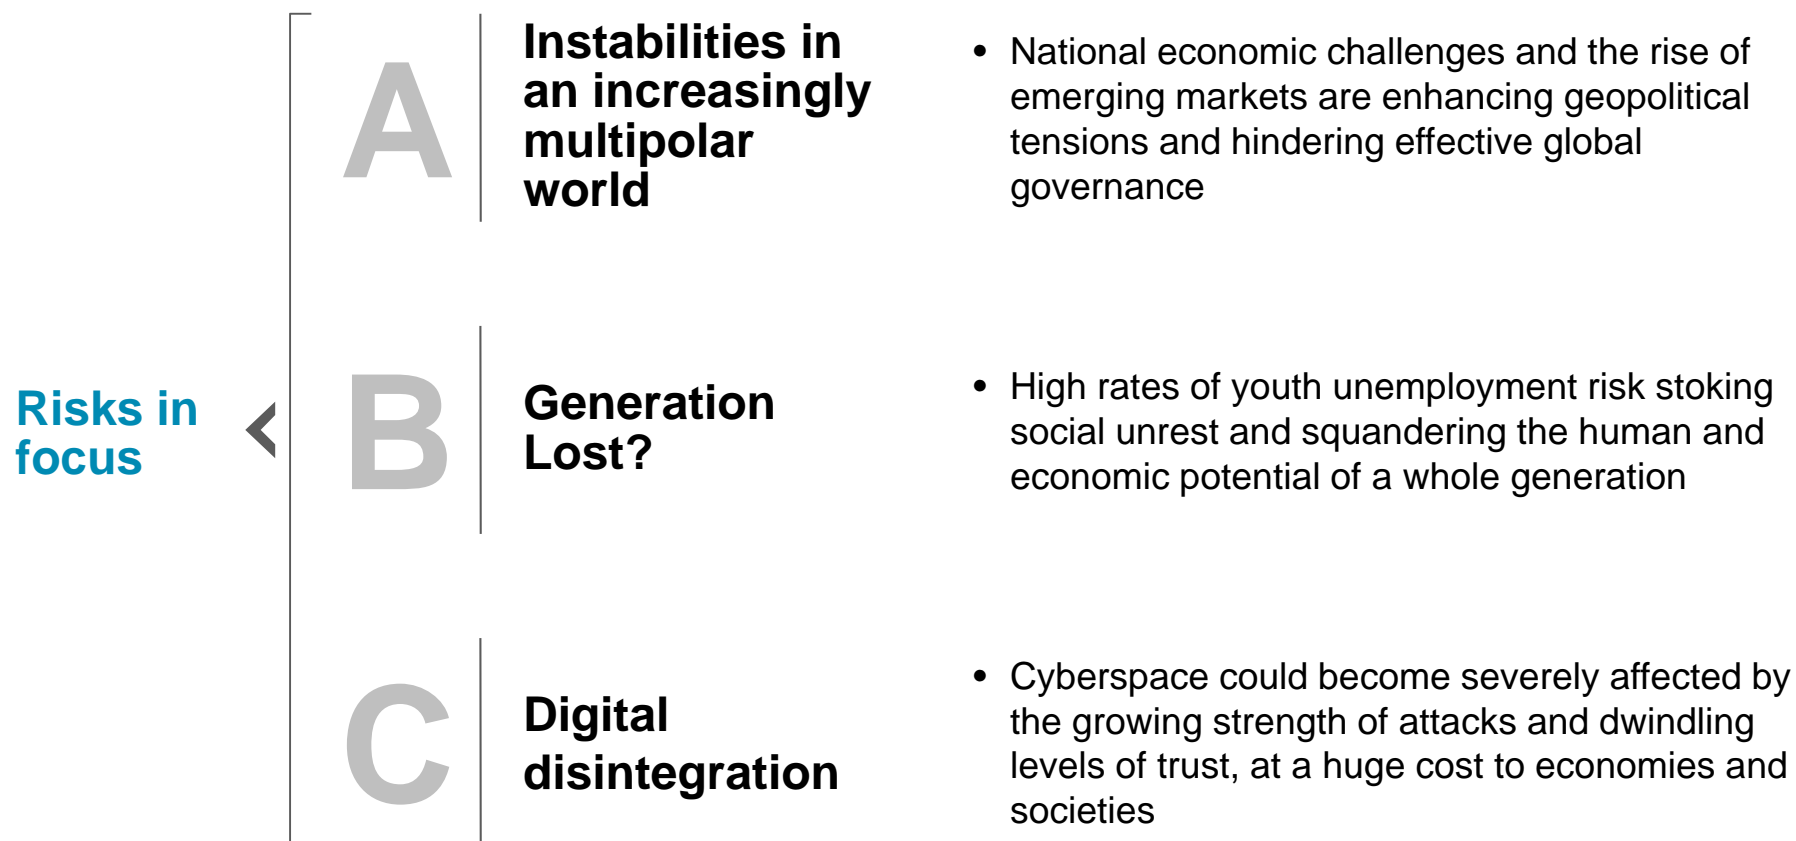 Risks in
focus
A
Instabilities in
an increasingly
multipolar
world
• National economic challenges and the rise of
emerging markets are enhancing geopolitical
tensions and hindering effective global
governance
B
Generation
Lost?
• High rates of youth unemployment risk stoking
social unrest and squandering the human and
economic potential of a whole generation
C
Digital
disintegration
• Cyberspace could become severely affected by
the growing strength of attacks and dwindling
levels of trust, at a huge cost to economies and
societies